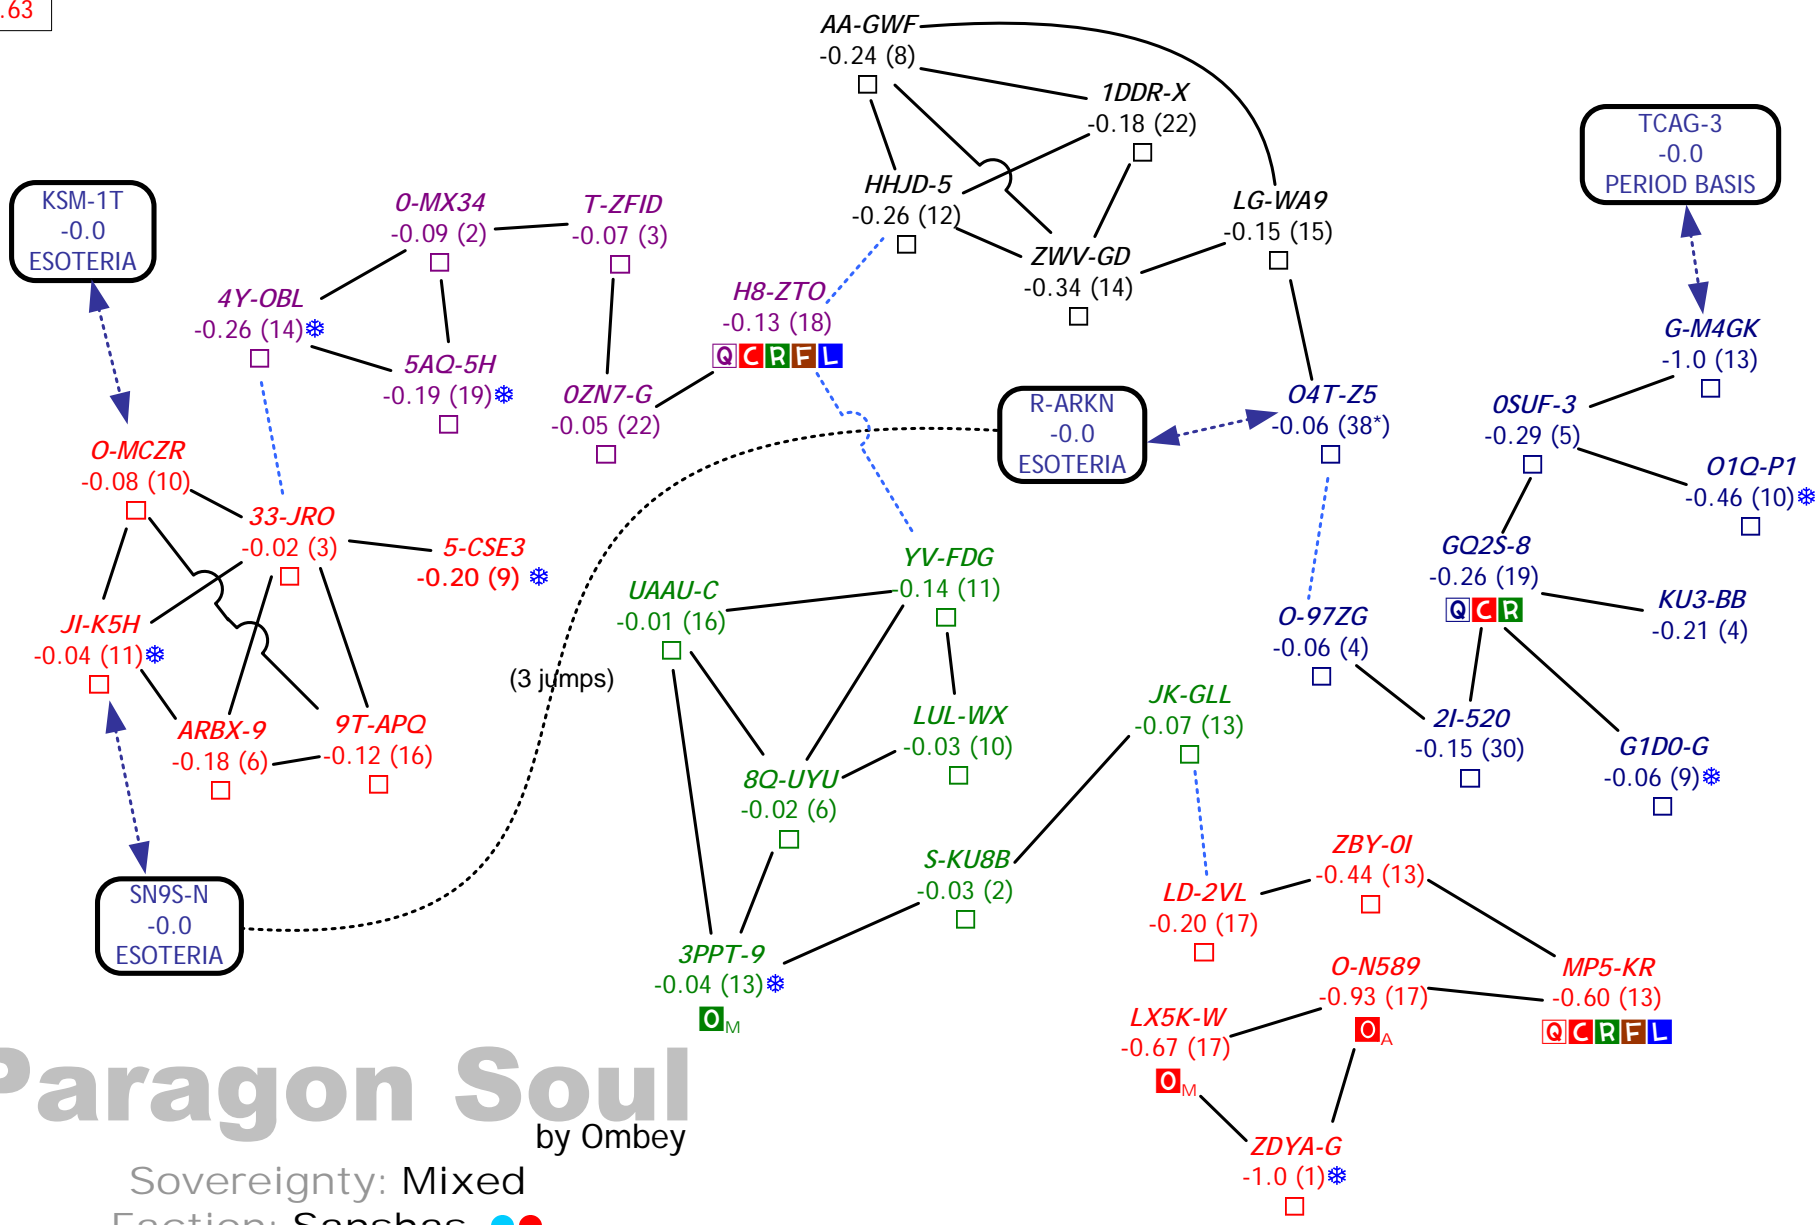 .63
AA-GWF
-0.24 (8)
1DDR-X
-0.18 (22)
TCAG-3
-0.0
PERIOD BASIS
KSM-1T
-0.0
ESOTERIA
0-MX34
-0.09 (2)
T-ZFID
-0.07 (3)
HHJD-5
-0.26 (12)
LG-WA9
-0.15 (15)
ZWV-GD
-0.34 (14)
4Y-OBL
-0.26 (14)
H8-ZTO
-0.13 (18)
Q C R F L
G-M4GK
-1.0 (13)
5AQ-5H
-0.19 (19)
0ZN7-G
-0.05 (22)
R-ARKN
-0.0
ESOTERIA
O4T-Z5
-0.06 (38*)
0SUF-3
-0.29 (5)
O-MCZR
-0.08 (10)
O1Q-P1
-0.46 (10)
33-JRO
-0.02 (3)
5-CSE3
-0.20 (9)
YV-FDG
-0.14 (11)
GQ2S-8
-0.26 (19)
Q C R
UAAU-C
-0.01 (16)
KU3-BB
-0.21 (4)
JI-K5H
-0.04 (11)
O-97ZG
-0.06 (4)
(3 jumps)
JK-GLL
-0.07 (13)
ARBX-9
-0.18 (6)
9T-APQ
-0.12 (16)
LUL-WX
-0.03 (10)
2I-520
-0.15 (30)
G1D0-G
-0.06 (9)
8Q-UYU
-0.02 (6)
S-KU8B
-0.03 (2)
ZBY-0I
-0.44 (13)
LD-2VL
-0.20 (17)
SN9S-N
-0.0
ESOTERIA
3PPT-9
-0.04 (13)
O M
O-N589
-0.93 (17)
O A
MP5-KR
-0.60 (13)
Q C R F L
LX5K-W
-0.67 (17)
O M
ZDYA-G
-1.0 (1)
Paragon Soul
by Ombey
Sovereignty: Mixed
Faction: Sanshas